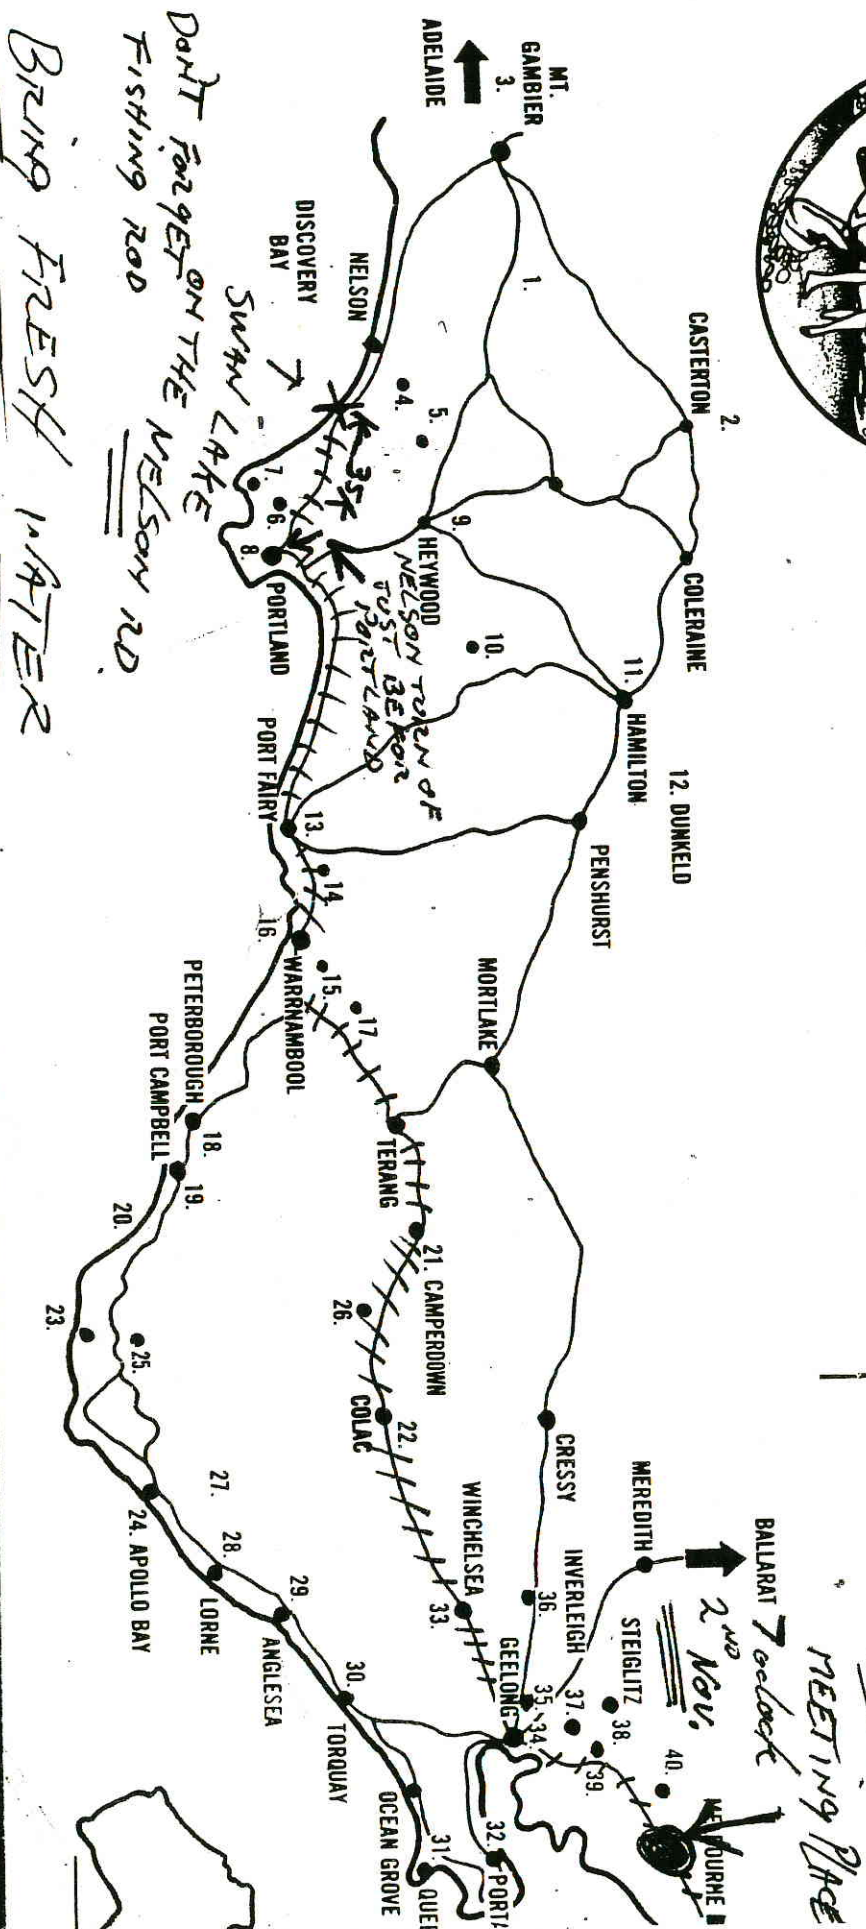 MEETING PLACE
7 oclock
2ND NOV.
BALLARAT
MEREDITH
STEIGLITZ
INVERLEIGH
GEELONG
40.
38.
37.
39.
35.
34.
36.
CRESSY
WINCHELSEA
33.
32.
31.
OCEAN GROVE
TORQUAY
30.
ANGLESEA
29.
LORNE
28.
27.
24. APOLLO BAY
25.
23.
20.
22.
COLAC
26.
21. CAMPERDOWN
TERANG
MORTLAKE
PENSHURST
12. DUNKELD
11.
HAMILTON
COLERAINE
2.
CASTERTON
MT.
GAMBIER
3.
ADELAIDE
1.
NELSON
DISCOVERY
BAY
4.
5.
9.
HEYWOOD
10.
NELSON TURN OF
JUST BEFOR
PORTLAND
35K
SWAN LAKE
7.
6.
8.
PORTLAND
PORT FAIRY
13.
14.
16.
WARRNAMBOOL
15.
17.
PETERBOROUGH
18.
PORT CAMPBELL
19.
DON'T FORGET ON THE NELSON RD
FISHING ROD
BRING FRESH WATER